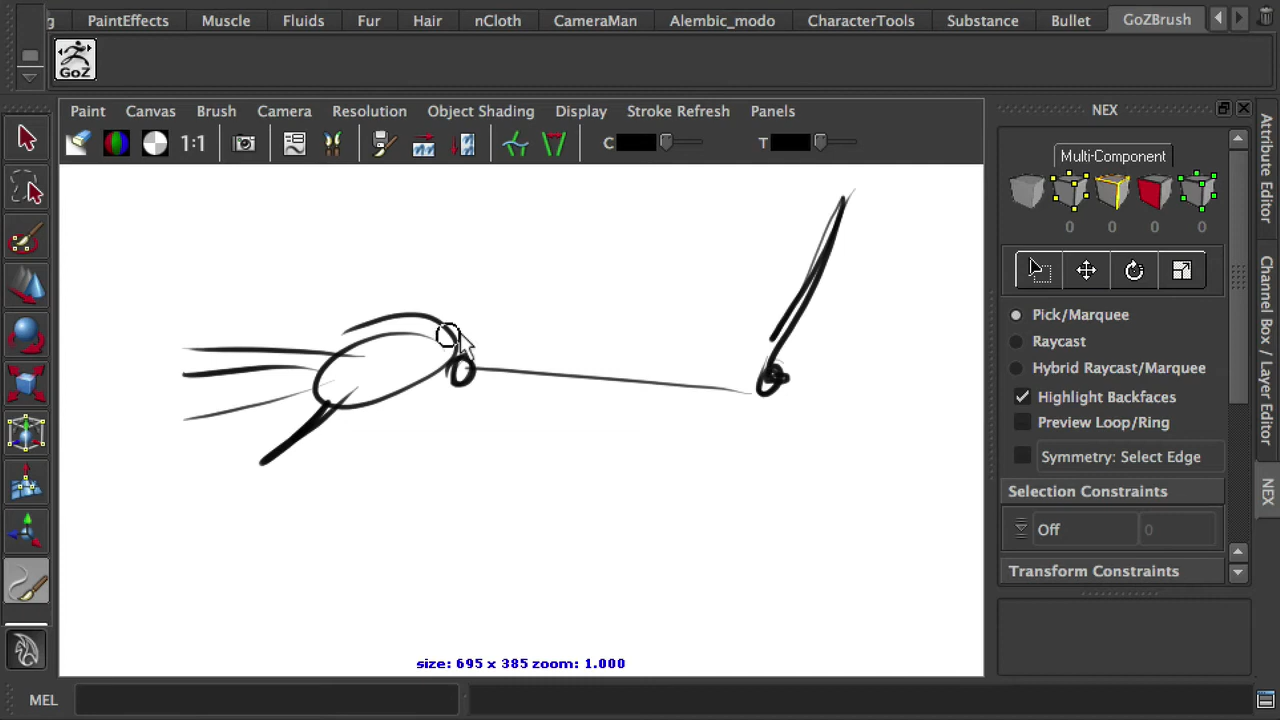 g PaintEffects Muscle Fluids Fur Hair nCloth CameraMan Alembic_modo CharacterTools Substance Bullet GoZBrush
GoZ
Paint Canvas Brush Camera Resolution Object Shading Display Stroke Refresh Panels
1:1 C T
NEX
Multi-Component
0 0 0 0
Pick/Marquee
Raycast
Hybrid Raycast/Marquee
Highlight Backfaces
Preview Loop/Ring
Symmetry: Select Edge
Selection Constraints
Off 0
Transform Constraints
Attribute Editor
Channel Box / Layer Editor
NEX
size: 695 x 385 zoom: 1.000
MEL